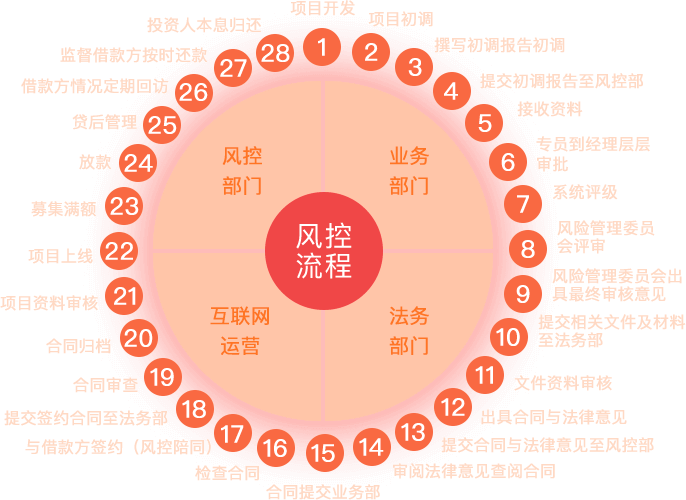 风控
流程
风控
部门
业务
部门
互联网
运营
法务
部门
1
项目开发
2
项目初调
3
撰写初调报告初调
4
提交初调报告至风控部
5
接收资料
6
专员到经理层层
审批
7
系统评级
8
风险管理委员
会评审
9
风险管理委员会出
具最终审核意见
10
提交相关文件及材料
至法务部
11
文件资料审核
12
出具合同与法律意见
13
提交合同与法律意见至风控部
14
审阅法律意见查阅合同
15
合同提交业务部
16
检查合同
17
与借款方签约（风控陪同）
18
提交签约合同至法务部
19
合同审查
20
合同归档
21
项目资料审核
22
项目上线
23
募集满额
24
放款
25
贷后管理
26
借款方情况定期回访
27
监督借款方按时还款
28
投资人本息归还